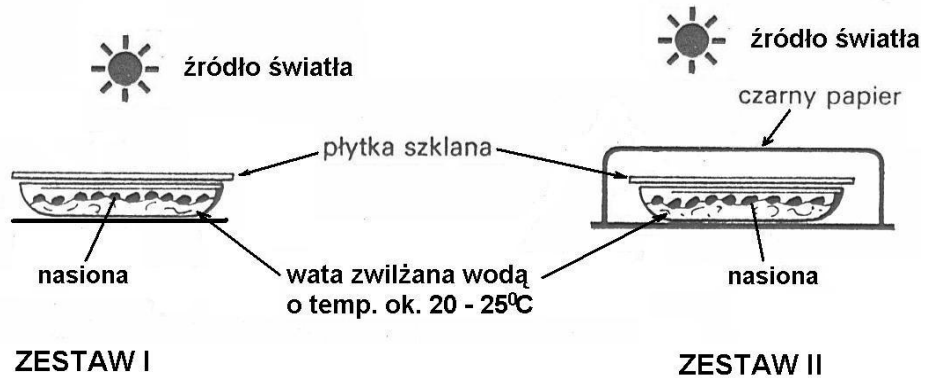 źródło światła
źródło światła
czarny papier
płytka szklana
nasiona
wata zwilżana wodą
o temp. ok. 20 - 25⁰C
nasiona
ZESTAW I
ZESTAW II